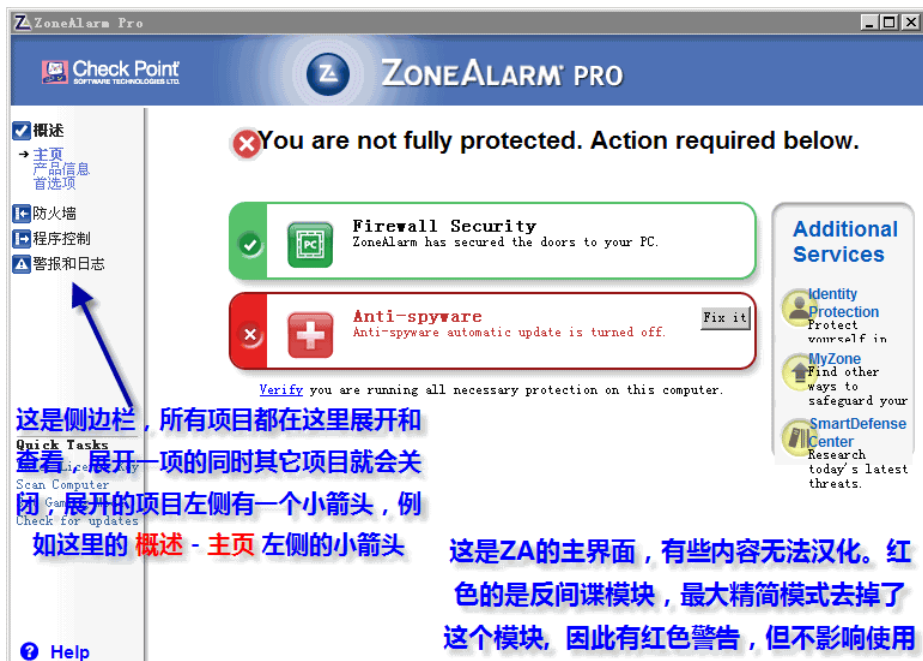 ZoneAlarm Pro
Check Point
SOFTWARE TECHNOLOGIES LTD.
ZONEALARM PRO
概述
主页
产品信息
首选项
防火墙
程序控制
警报和日志
You are not fully protected. Action required below.
Firewall Security
ZoneAlarm has secured the doors to your PC.
Anti-spyware
Anti-spyware automatic update is turned off.
Fix it
Verify you are running all necessary protection on this computer.
Additional
Services
Identity
Protection
Protect
yourself in
MyZone
Find other
ways to
safeguard your
SmartDefense
Center
Research
today's latest
threats.
这是侧边栏，所有项目都在这里展开和
Quick Tasks
查看，展开一项的同时其它项目就会关
Scan Computer
闭，展开的项目左侧有一个小箭头，例
Check for updates
如这里的 概述 - 主页 左侧的小箭头
这是ZA的主界面，有些内容无法汉化。红
色的是反间谍模块，最大精简模式去掉了
这个模块, 因此有红色警告，但不影响使用
Help